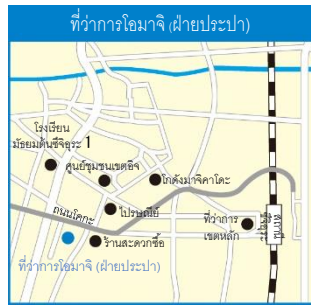 ที่ว่าการโอมาจิ (ฝ่ายประปา)
โรงเรียน
มัธยมต้นชิจิอุระ 1
ศูนย์ชุมชนเขตอิจิ
โกดังมาจิคาโดะ
ถนนโคกะ
ไปรษณีย์
ที่ว่าการ
เขตหลัก
ร้านสะดวกซื้อ
ที่ว่าการโอมาจิ (ฝ่ายประปา)